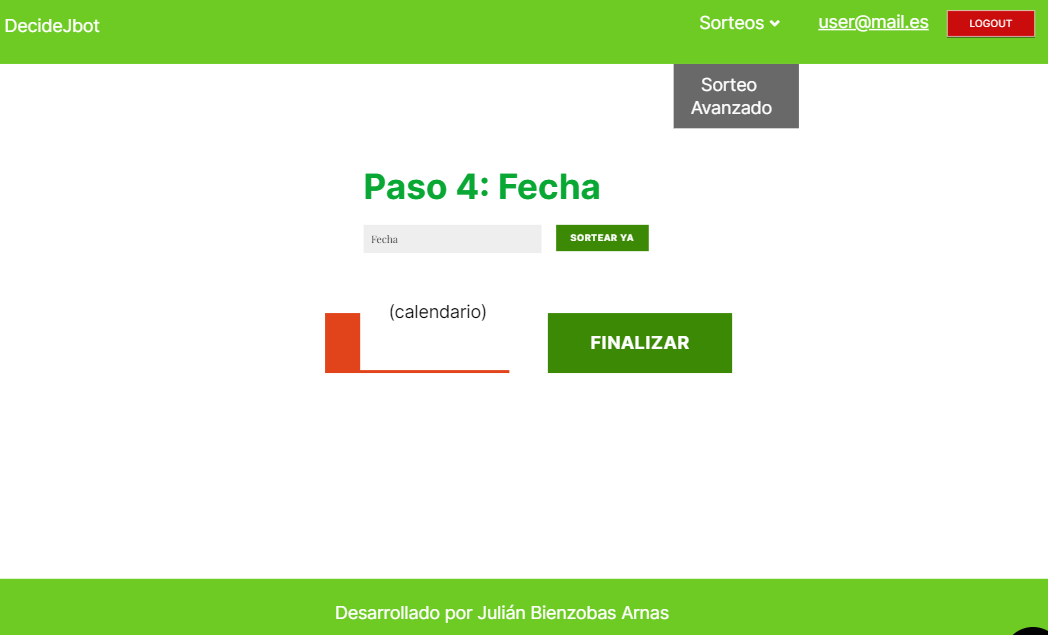 DecideJbot
Sorteos
user@mail.es
LOGOUT
Sorteo
Avanzado
Paso 4: Fecha
Fecha
SORTEAR YA
(calendario)
FINALIZAR
Desarrollado por Julián Bienzobas Arnas